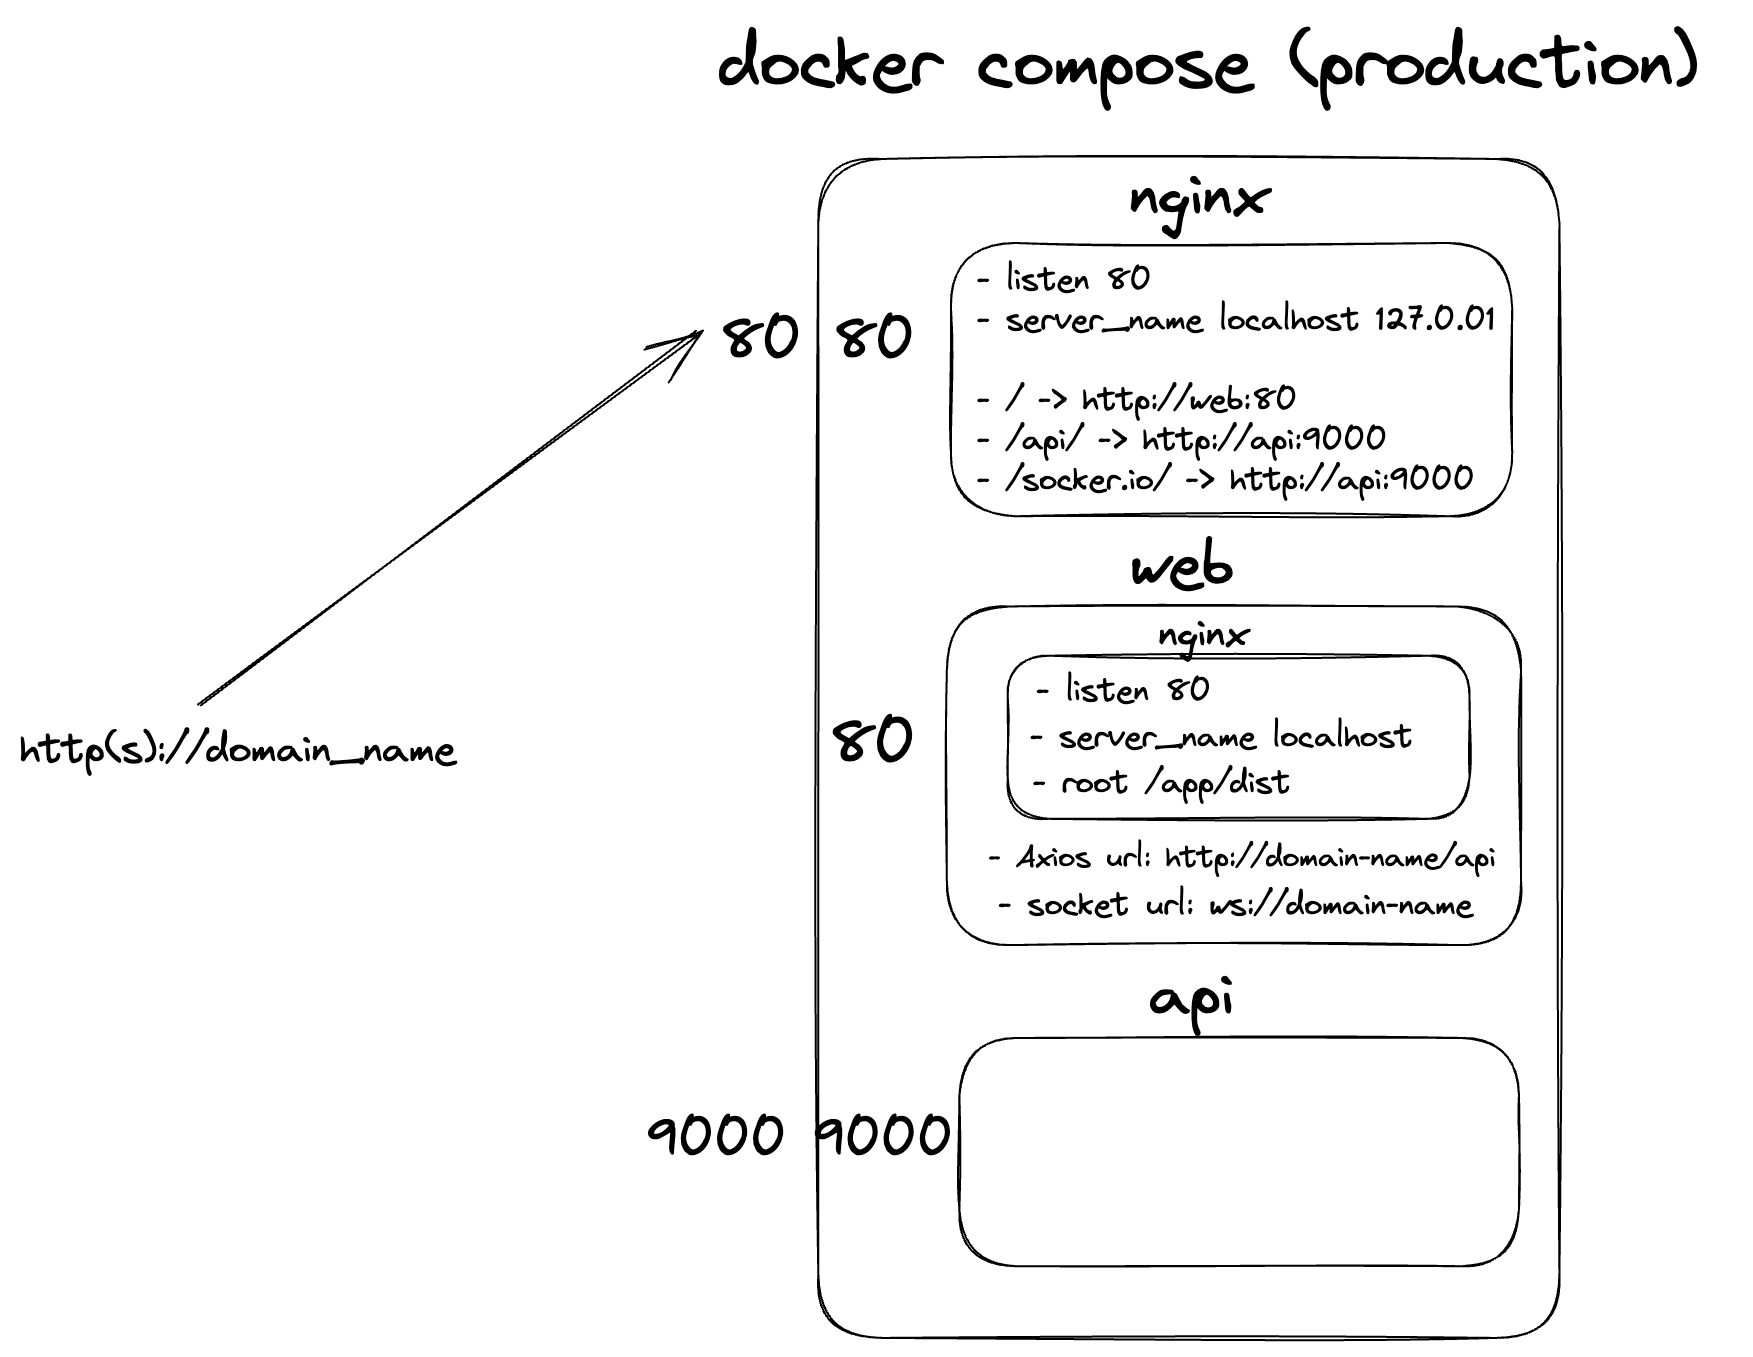 docker compose (production)
nginx
- listen 80
- server_name localhost 127.0.01
80 80
- / -> http://web:80
- /api/ -> http://api:9000
- /socker.io/ -> http://api:9000
web
nginx
- listen 80
- server_name localhost
- root /app/dist
80
http(s)://domain_name
- Axios url: http://domain-name/api
- socket url: ws://domain-name
api
9000 9000